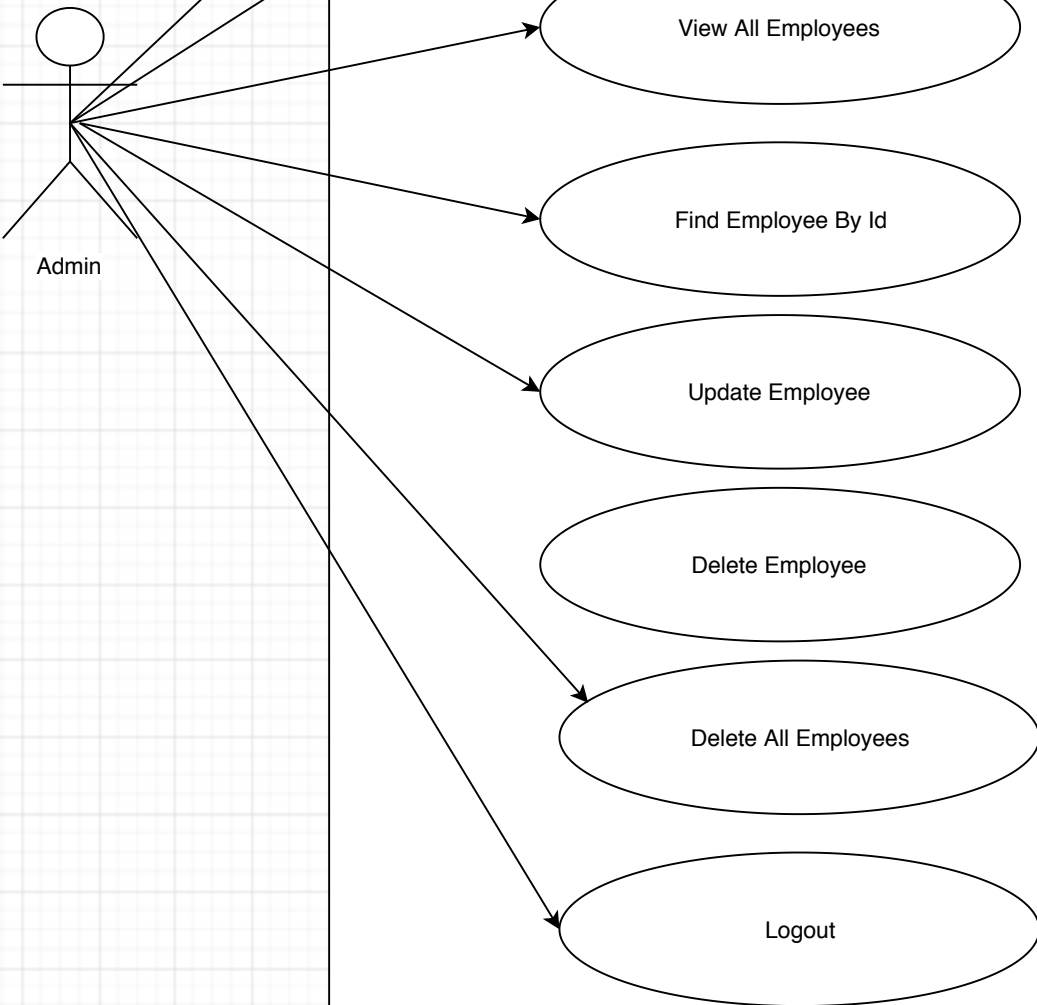 View All Employees
Find Employee By Id
Admin
Update Employee
Delete Employee
Delete All Employees
Logout